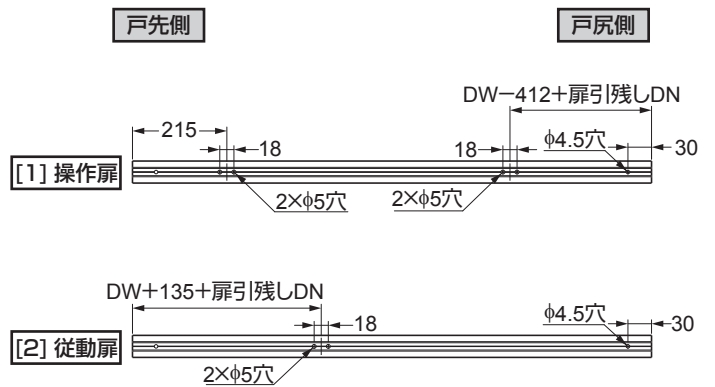 戸先側
戸尻側
DW−412+扉引残しDN
215
18
18
φ4.5穴
30
[1] 操作扉
2×φ5穴
2×φ5穴
DW+135+扉引残しDN
18
φ4.5穴
30
[2] 従動扉
2×φ5穴